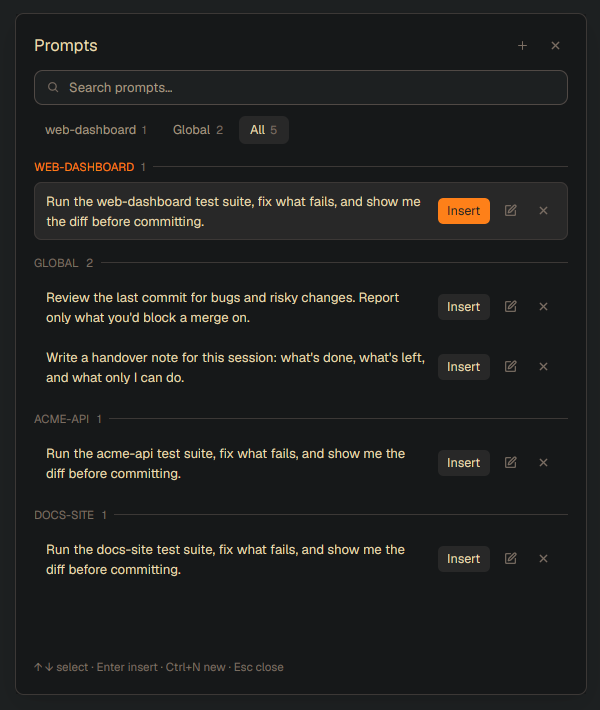 Prompts
Search prompts...
web-dashboard 1 Global 2 All 5
WEB-DASHBOARD 1
Run the web-dashboard test suite, fix what fails, and show me
the diff before committing.
Insert
GLOBAL 2
Review the last commit for bugs and risky changes. Report
only what you'd block a merge on.
Insert
Write a handover note for this session: what's done, what's left,
and what only I can do.
Insert
ACME-API 1
Run the acme-api test suite, fix what fails, and show me the
diff before committing.
Insert
DOCS-SITE 1
Run the docs-site test suite, fix what fails, and show me the
diff before committing.
Insert
↑↓ select · Enter insert · Ctrl+N new · Esc close